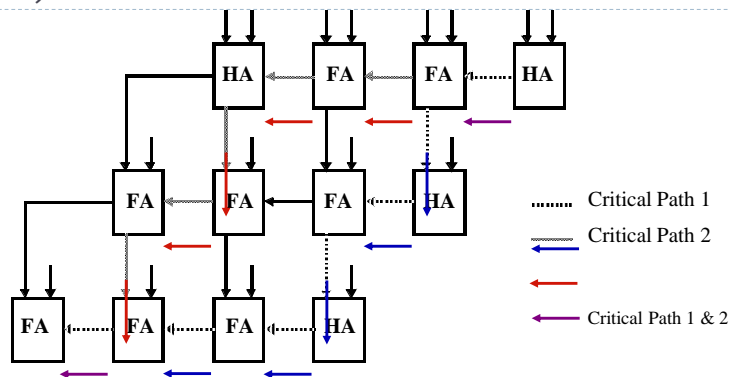 HA FA FA HA
FA FA FA HA
Critical Path 1
Critical Path 2
FA FA FA HA
Critical Path 1 & 2